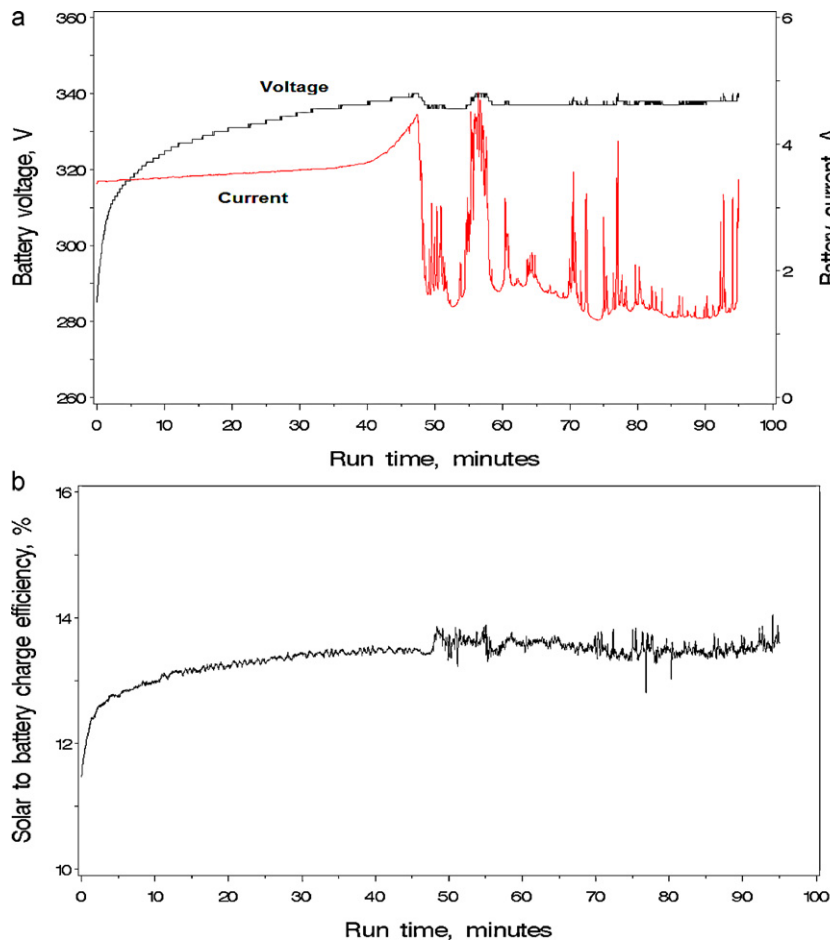 a
360
340
320
300
280
260
Battery voltage, V
Voltage
Current
6
4
2
0
Battery current, A
0 10 20 30 40 50 60 70 80 90 100
Run time, minutes
b
16
14
12
10
Solar to battery charge efficiency, %
0 10 20 30 40 50 60 70 80 90 100
Run time, minutes